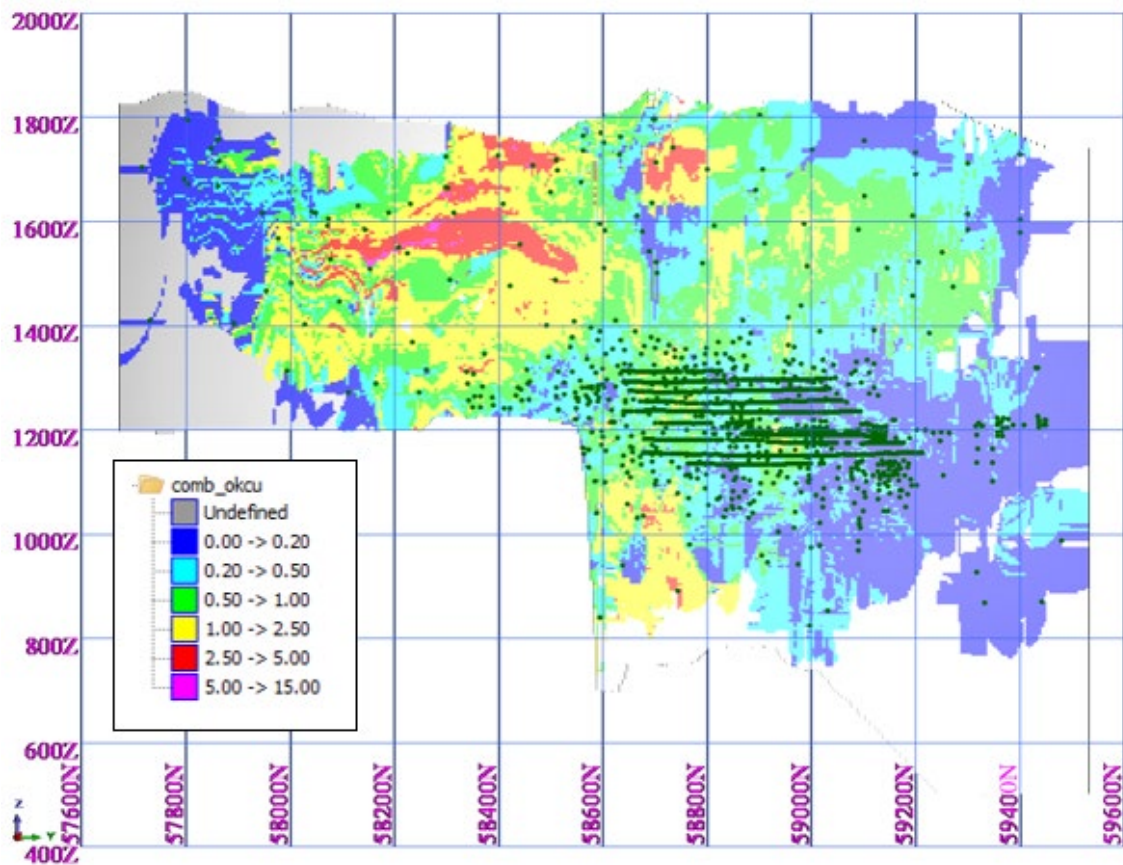 2000Z
1800Z
1600Z
1400Z
1200Z
comb_okcu
Undefined
0.00 -> 0.20
0.20 -> 0.50
0.50 -> 1.00
1.00 -> 2.50
2.50 -> 5.00
5.00 -> 15.00
1000Z
800Z
600Z
400Z
57600N
57800N
58000N
58200N
58400N
58600N
58800N
59000N
59200N
59400N
59600N
Z
Y